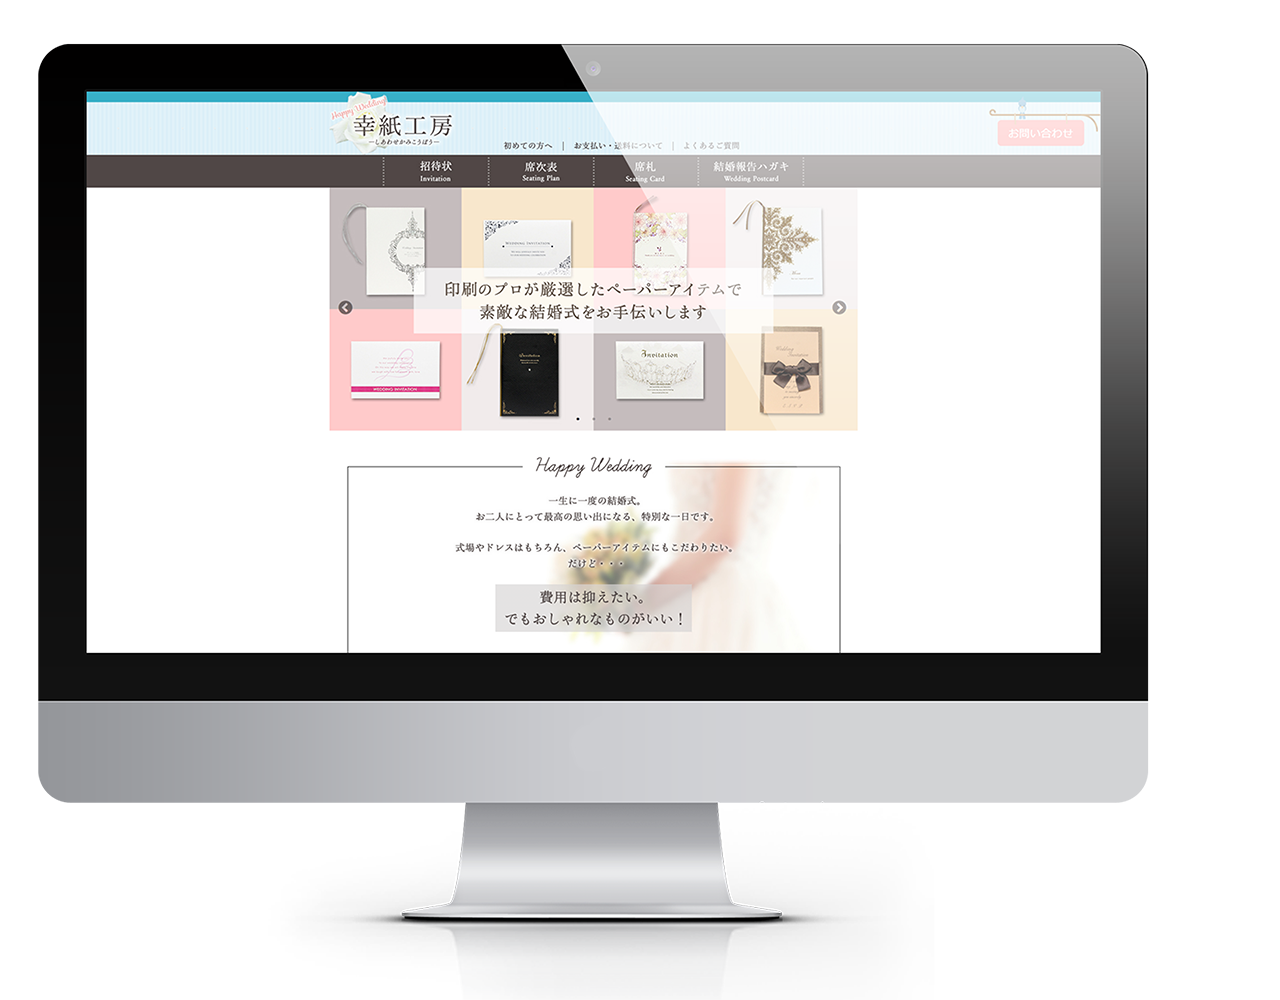 Happy Wedding!
幸紙工房
―しあわせかみこうぼう―
初めての方へ | お支払い・送料について | よくあるご質問
お問い合わせ
招待状 席次表 席札 結婚報告ハガキ
Invitation Seating Plan Seating Card Wedding Postcard
WEDDING INVITATION
印刷のプロが厳選したペーパーアイテムで
素敵な結婚式をお手伝いします
WEDDING INVITATION
Invitation
Invitation
Wedding
Invitation
Happy Wedding
一生に一度の結婚式。
お二人にとって最高の思い出になる、特別な一日です。
式場やドレスはもちろん、ペーパーアイテムにもこだわりたい。
だけど・・・
費用は抑えたい。
でもおしゃれなものがいい！